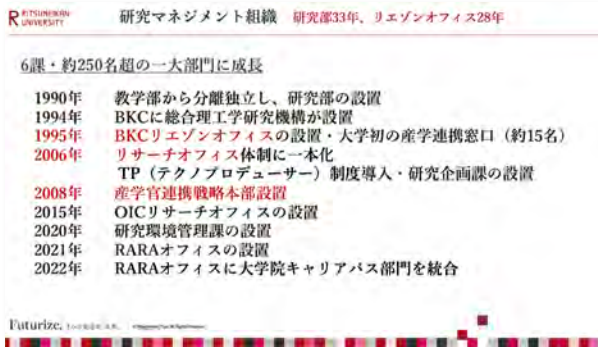 R RITSUMEIKAN UNIVERSITY
研究マネジメント組織 研究部33年、リエゾンオフィス28年
6課・約250名超の一大部門に成長
1990年 教学部から分離独立し、研究部の設置
1994年 BKCに総合理工学研究機構が設置
1995年 BKCリエゾンオフィスの設置・大学初の産学連携窓口（約15名）
2006年 リサーチオフィス体制に一本化
TP（テクノプロデューサー）制度導入・研究企画課の設置
2008年 産学官連携戦略本部設置
2015年 OICリサーチオフィスの設置
2020年 研究環境管理課の設置
2021年 RARAオフィスの設置
2022年 RARAオフィスに大学院キャリアパス部門を統合
Futurize.